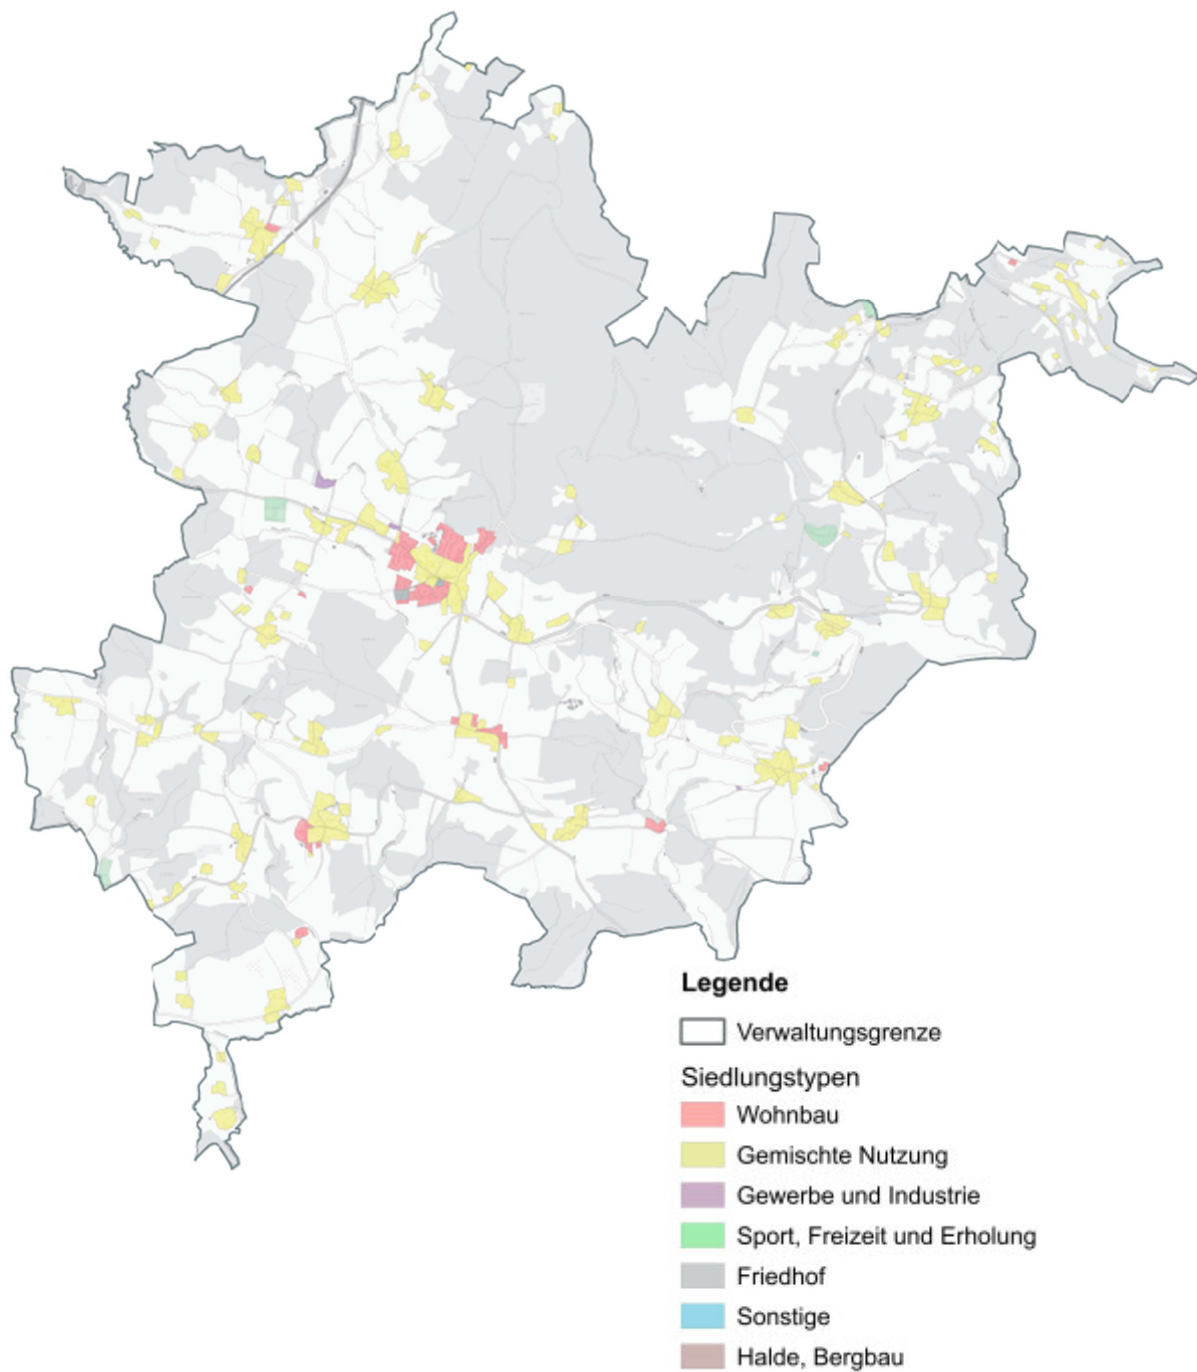 Legende
Verwaltungsgrenze
Siedlungstypen
Wohnbau
Gemischte Nutzung
Gewerbe und Industrie
Sport, Freizeit und Erholung
Friedhof
Sonstige
Halde, Bergbau